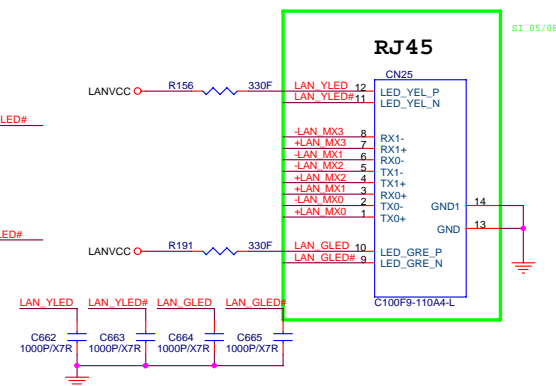 SI 05/08
RJ45
CN25
LANVCC R156 330F LAN_YLED 12 LED_YEL_P
LAN_YLED# 11 LED_YEL_N
LED#
-LAN_MX3 8 RX1-
+LAN_MX3 7 RX1+
-LAN_MX1 6 RX0-
-LAN_MX2 5 TX1-
+LAN_MX2 4 TX1+
+LAN_MX1 3 RX0+
-LAN_MX0 2 TX0- GND1 14
+LAN_MX0 1 TX0+ GND 13
LED#
LANVCC R191 330F LAN_GLED 10 LED_GRE_P
LAN_GLED# 9 LED_GRE_N
C100F9-110A4-L
LAN_YLED LAN_YLED# LAN_GLED LAN_GLED#
C662 C663 C664 C665
1000P/X7R 1000P/X7R 1000P/X7R 1000P/X7R